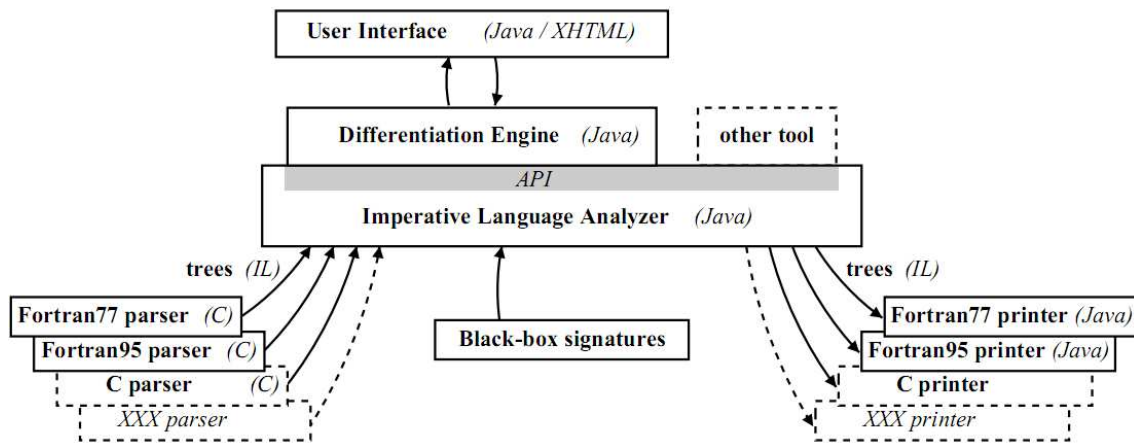 User Interface (Java / XHTML)
Differentiation Engine (Java)
other tool
API
Imperative Language Analyzer (Java)
trees (IL)
trees (IL)
Fortran77 parser (C)
Fortran95 parser (C)
C parser (C)
XXX parser
Black-box signatures
Fortran77 printer (Java)
Fortran95 printer (Java)
C printer
XXX printer